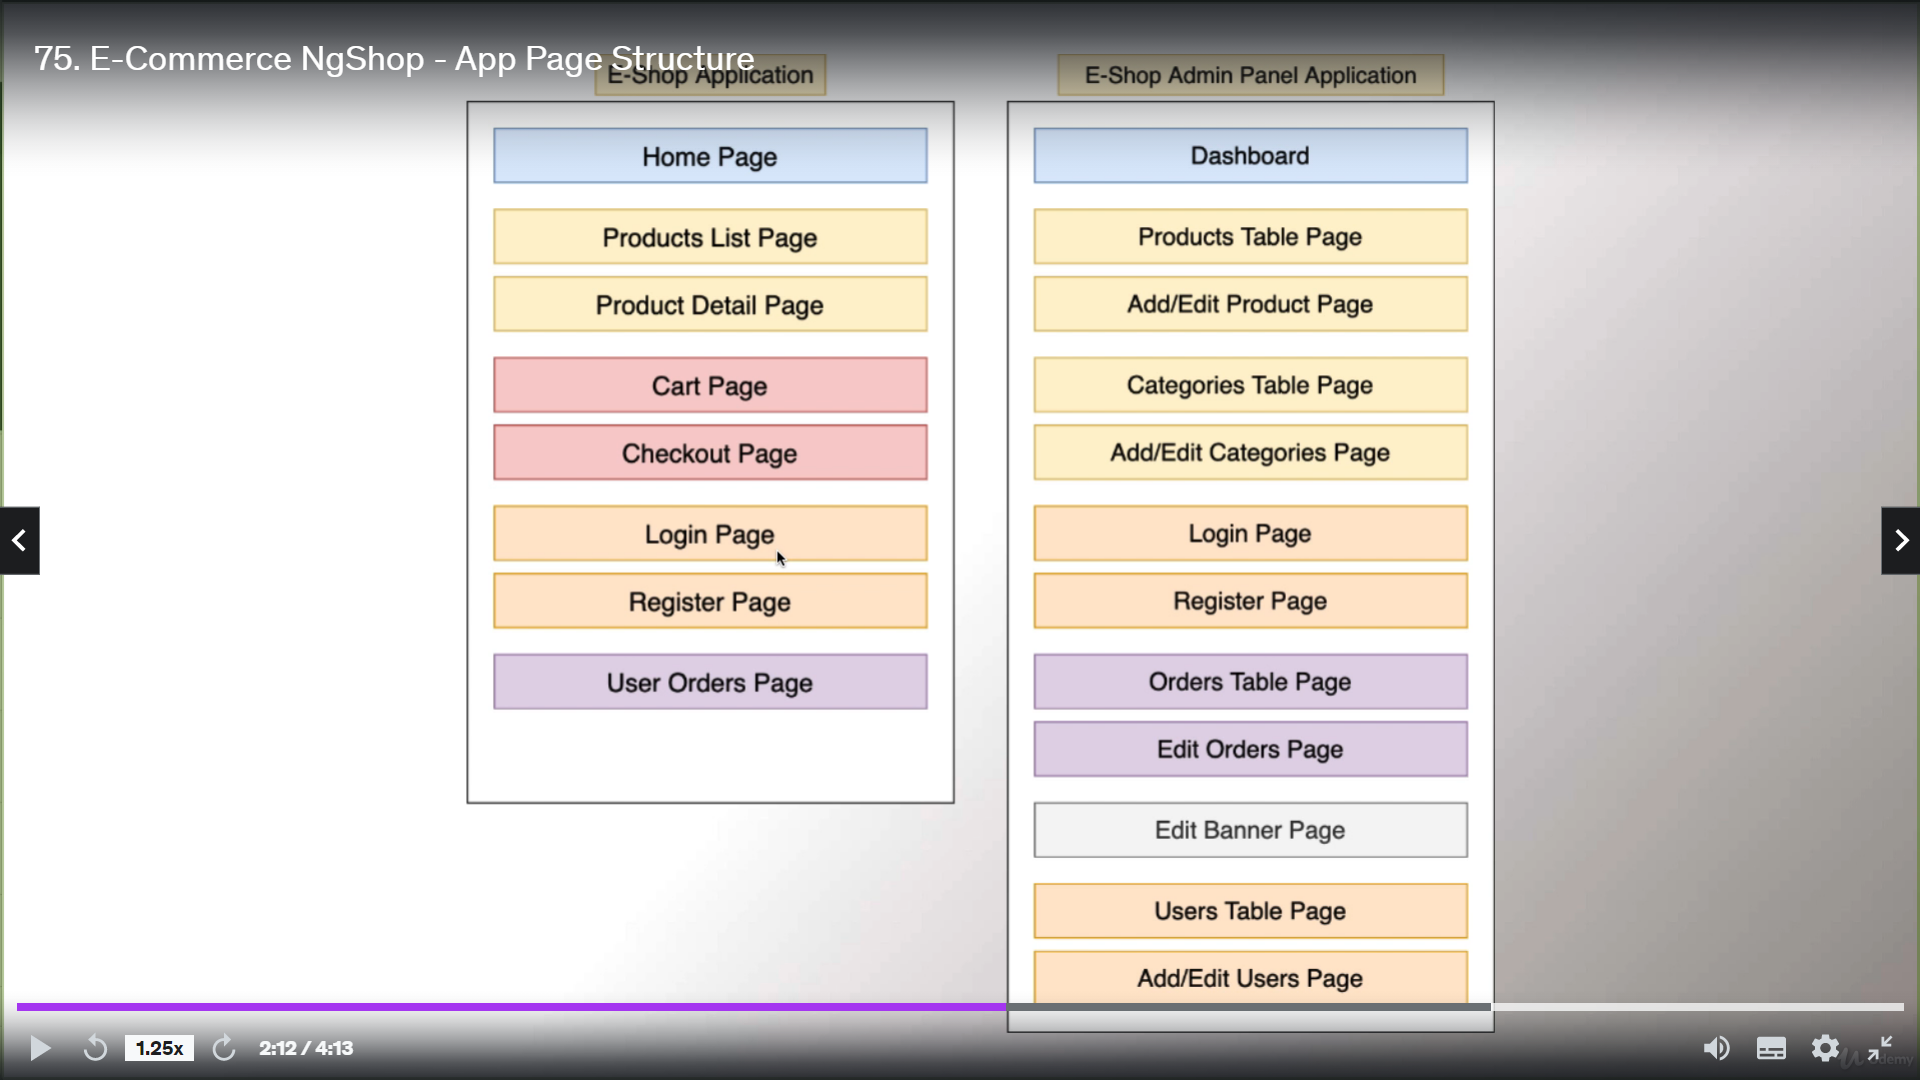 75. E-Commerce NgShop - App Page Structure
E-Shop Application
Home Page
Products List Page
Product Detail Page
Cart Page
Checkout Page
Login Page
Register Page
User Orders Page
E-Shop Admin Panel Application
Dashboard
Products Table Page
Add/Edit Product Page
Categories Table Page
Add/Edit Categories Page
Login Page
Register Page
Orders Table Page
Edit Orders Page
Edit Banner Page
Users Table Page
Add/Edit Users Page
1.25x
2:12 / 4:13
Udemy